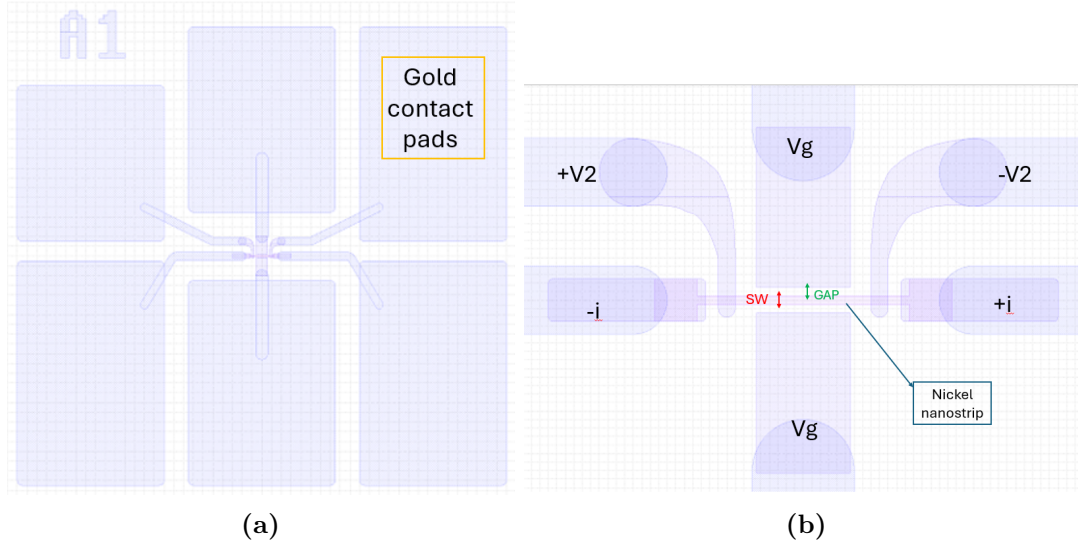 A1
Gold
contact
pads
Vg
+V2
-V2
SW
GAP
-i
+i
Nickel
nanostrip
Vg
(a)
(b)